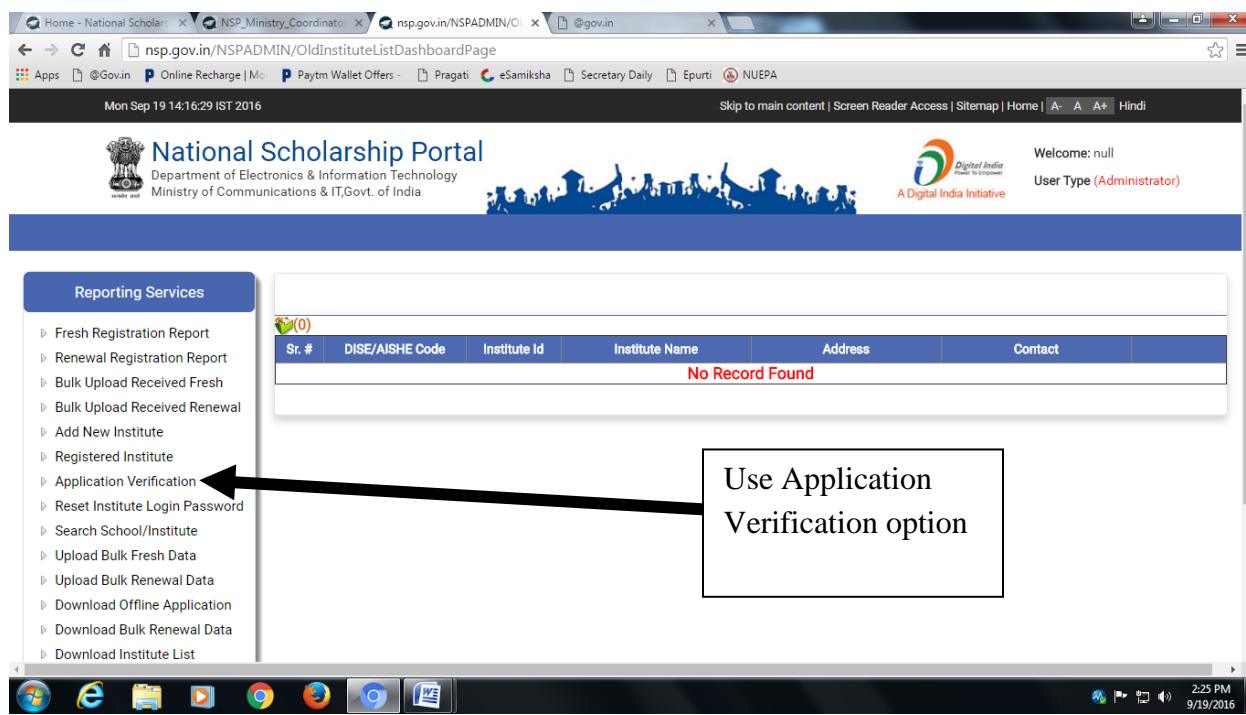 Home - National Scholars
NSP_Ministry_Coordinator
nsp.gov.in/NSPADMIN/Ol
@gov.in
nsp.gov.in/NSPADMIN/OldInstituteListDashboardPage
Apps @Gov.in Online Recharge | Mo Paytm Wallet Offers - Pragati eSamiksha Secretary Daily Epurti NUEPA
Mon Sep 19 14:16:29 IST 2016
Skip to main content | Screen Reader Access | Sitemap | Home | A- A A+ Hindi
National Scholarship Portal
Department of Electronics & Information Technology
Ministry of Communications & IT,Govt. of India
Digital India
Power To Empower
A Digital India Initiative
Welcome: null
User Type (Administrator)
Reporting Services
Fresh Registration Report
Renewal Registration Report
Bulk Upload Received Fresh
Bulk Upload Received Renewal
Add New Institute
Registered Institute
Application Verification
Reset Institute Login Password
Search School/Institute
Upload Bulk Fresh Data
Upload Bulk Renewal Data
Download Offline Application
Download Bulk Renewal Data
Download Institute List
(0)
Sr. # DISE/AISHE Code Institute Id Institute Name Address Contact
No Record Found
Use Application
Verification option
2:25 PM
9/19/2016